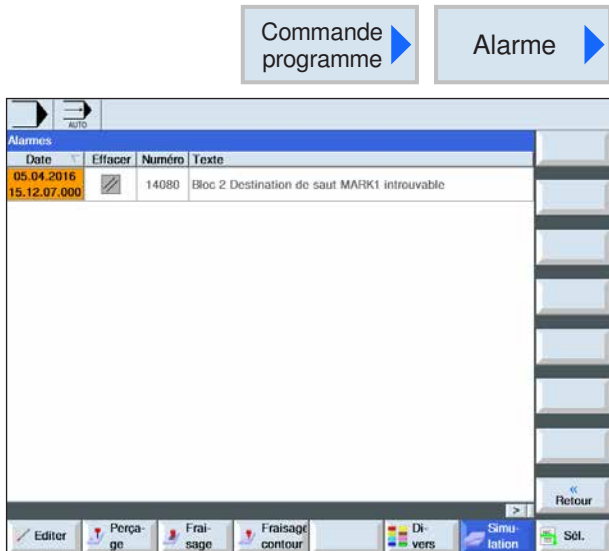 Commande programme
Alarme
AUTO
Alarmes
Date Effacer Numéro Texte
05.04.2016
15.12.07.000
14080 Bloc 2 Destination de saut MARK1 introuvable
>
«
Retour
Editer
Perça-
ge
Frai-
sage
Fraisage
contour
Di-
vers
Simu-
lation
Sél.